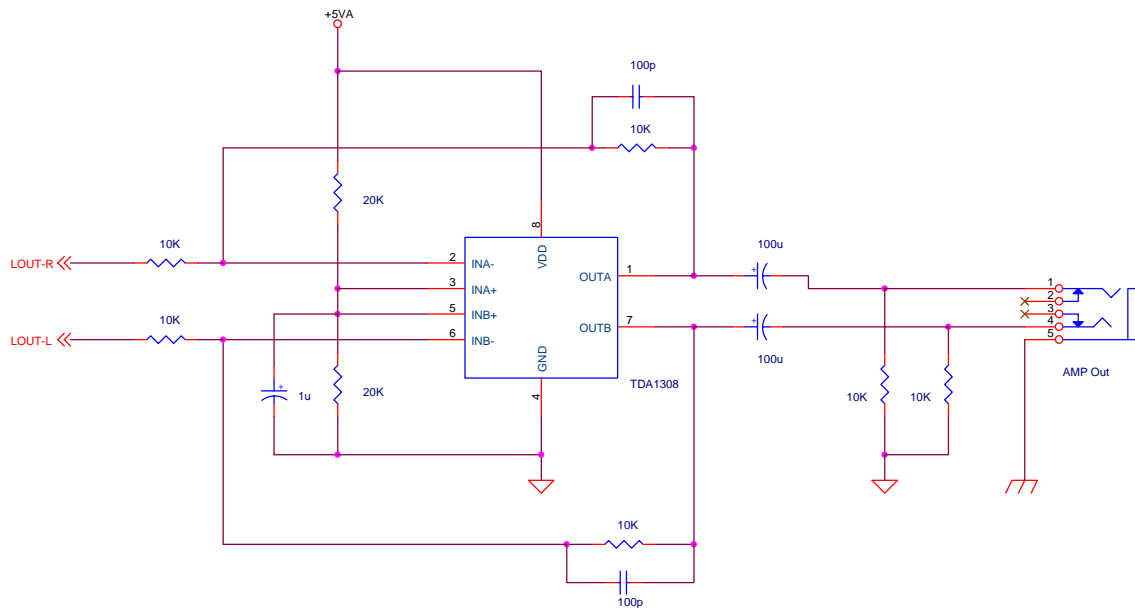 +5VA
100p
10K
20K
8
VDD
10K
LOUT-R
2
INA-
3
INA+
5
INB+
6
INB-
OUTA
1
OUTB
7
100u
100u
1
2
3
4
5
10K
LOUT-L
GND
4
TDA1308
AMP Out
1u
20K
10K
10K
10K
100p